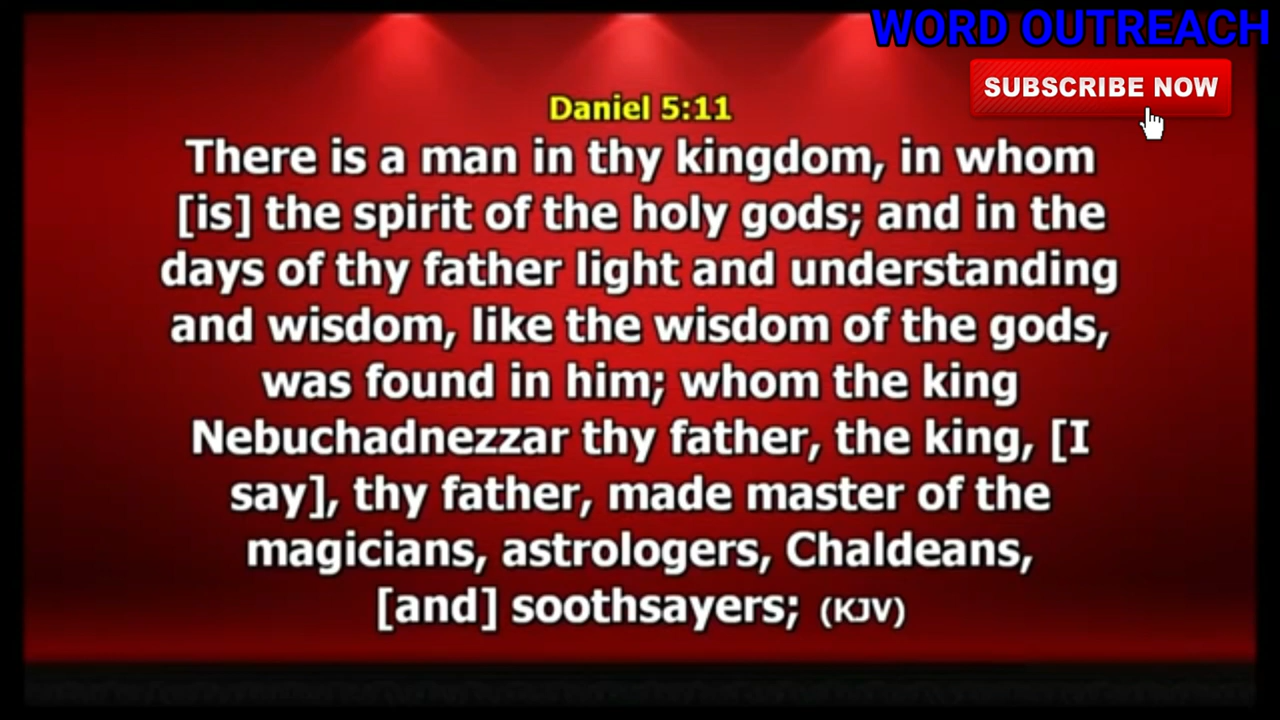 WORD OUTREACH
SUBSCRIBE NOW
Daniel 5:11
There is a man in thy kingdom, in whom
[is] the spirit of the holy gods; and in the
days of thy father light and understanding
and wisdom, like the wisdom of the gods,
was found in him; whom the king
Nebuchadnezzar thy father, the king, [I
say], thy father, made master of the
magicians, astrologers, Chaldeans,
[and] soothsayers; (KJV)